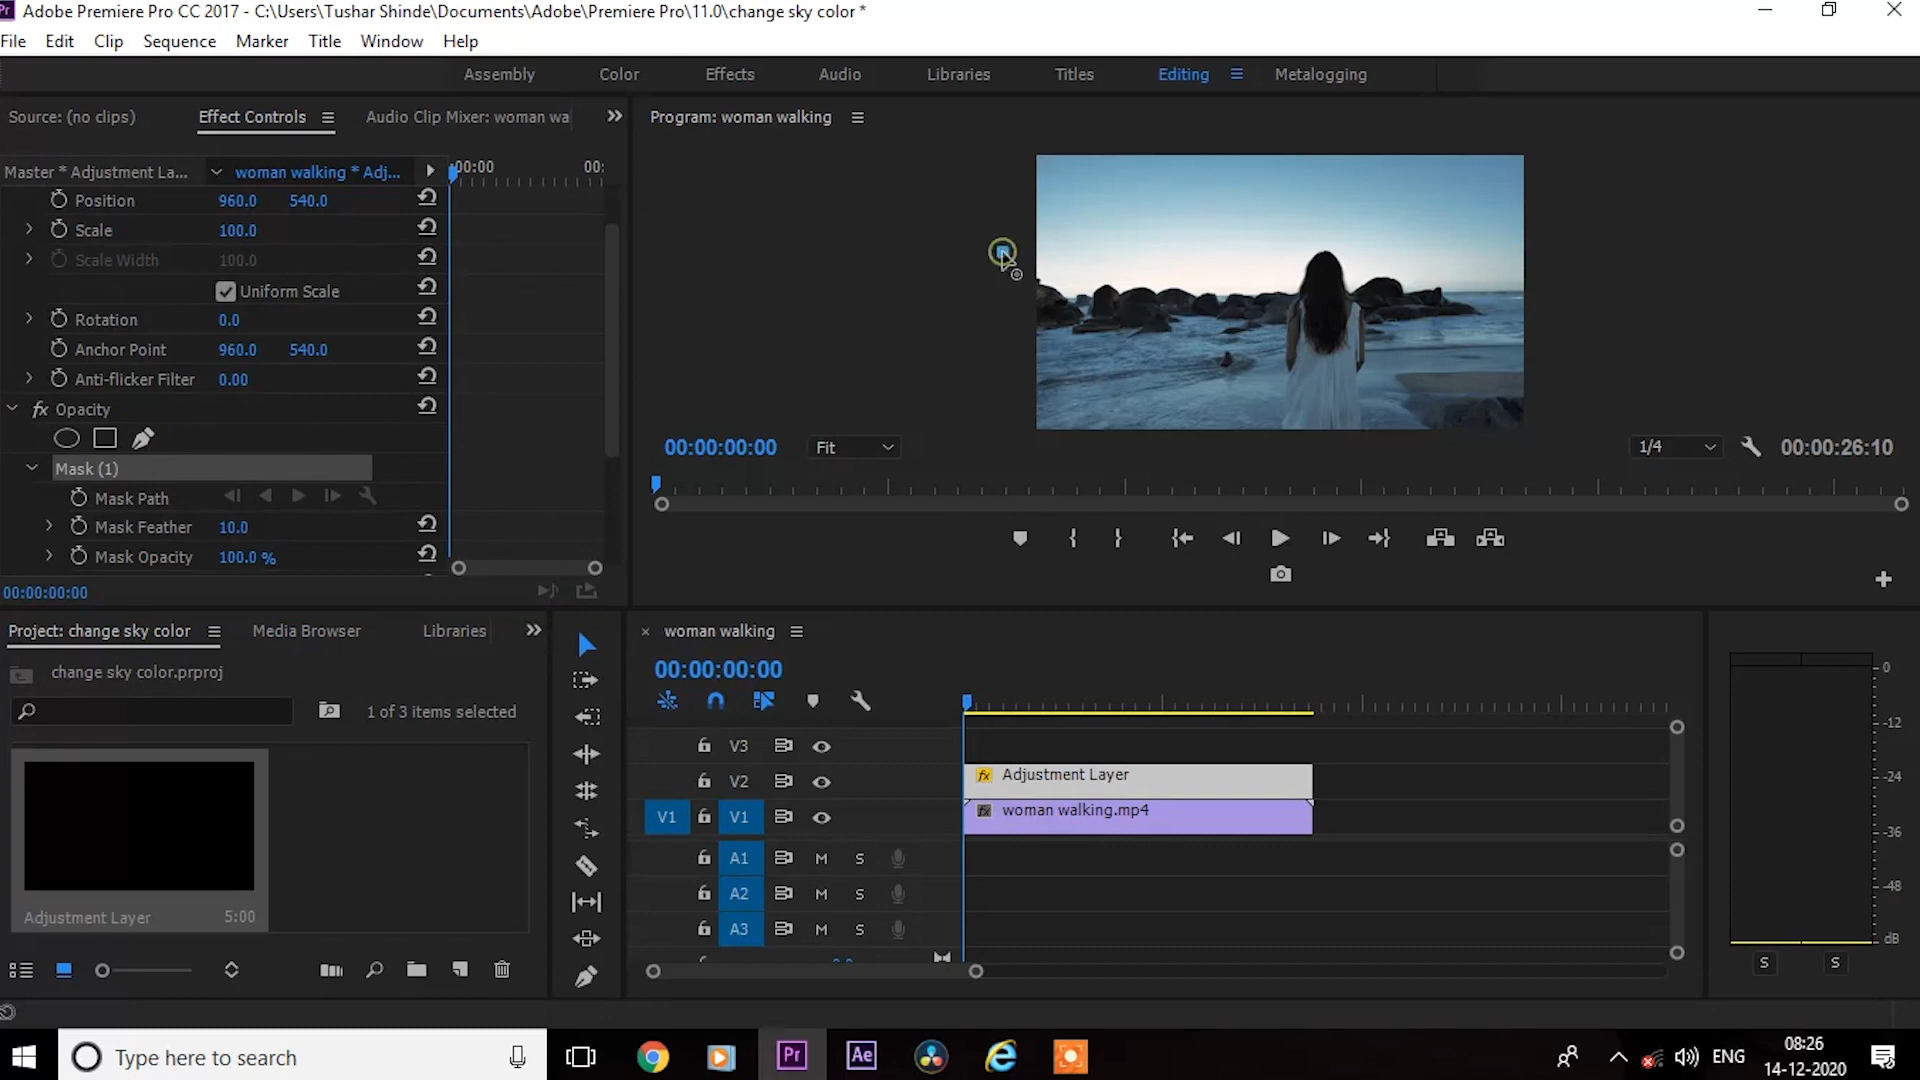 Adobe Premiere Pro CC 2017 - C:\Users\Tushar Shinde\Documents\Adobe\Premiere Pro\11.0\change sky color *
File Edit Clip Sequence Marker Title Window Help
Assembly Color Effects Audio Libraries Titles Editing Metalogging
Source: (no clips) Effect Controls Audio Clip Mixer: woman wa
Program: woman walking
Master * Adjustment La... woman walking * Adj... :00:00 00:
Position 960.0 540.0
Scale 100.0
Scale Width 100.0
Uniform Scale
Rotation 0.0
Anchor Point 960.0 540.0
Anti-flicker Filter 0.00
fx Opacity
Mask (1)
Mask Path
Mask Feather 10.0
Mask Opacity 100.0 %
00:00:00:00
00:00:00:00 Fit 1/4 00:00:26:10
Project: change sky color Media Browser Libraries
change sky color.prproj
1 of 3 items selected
Adjustment Layer 5:00
woman walking
00:00:00:00
V3
V2 fx Adjustment Layer
V1 V1 fx woman walking.mp4
A1 M S
A2 M S
A3 M S
0
-12
-24
-36
-48
dB
S S
Type here to search
Pr Ae
ENG
08:26
14-12-2020